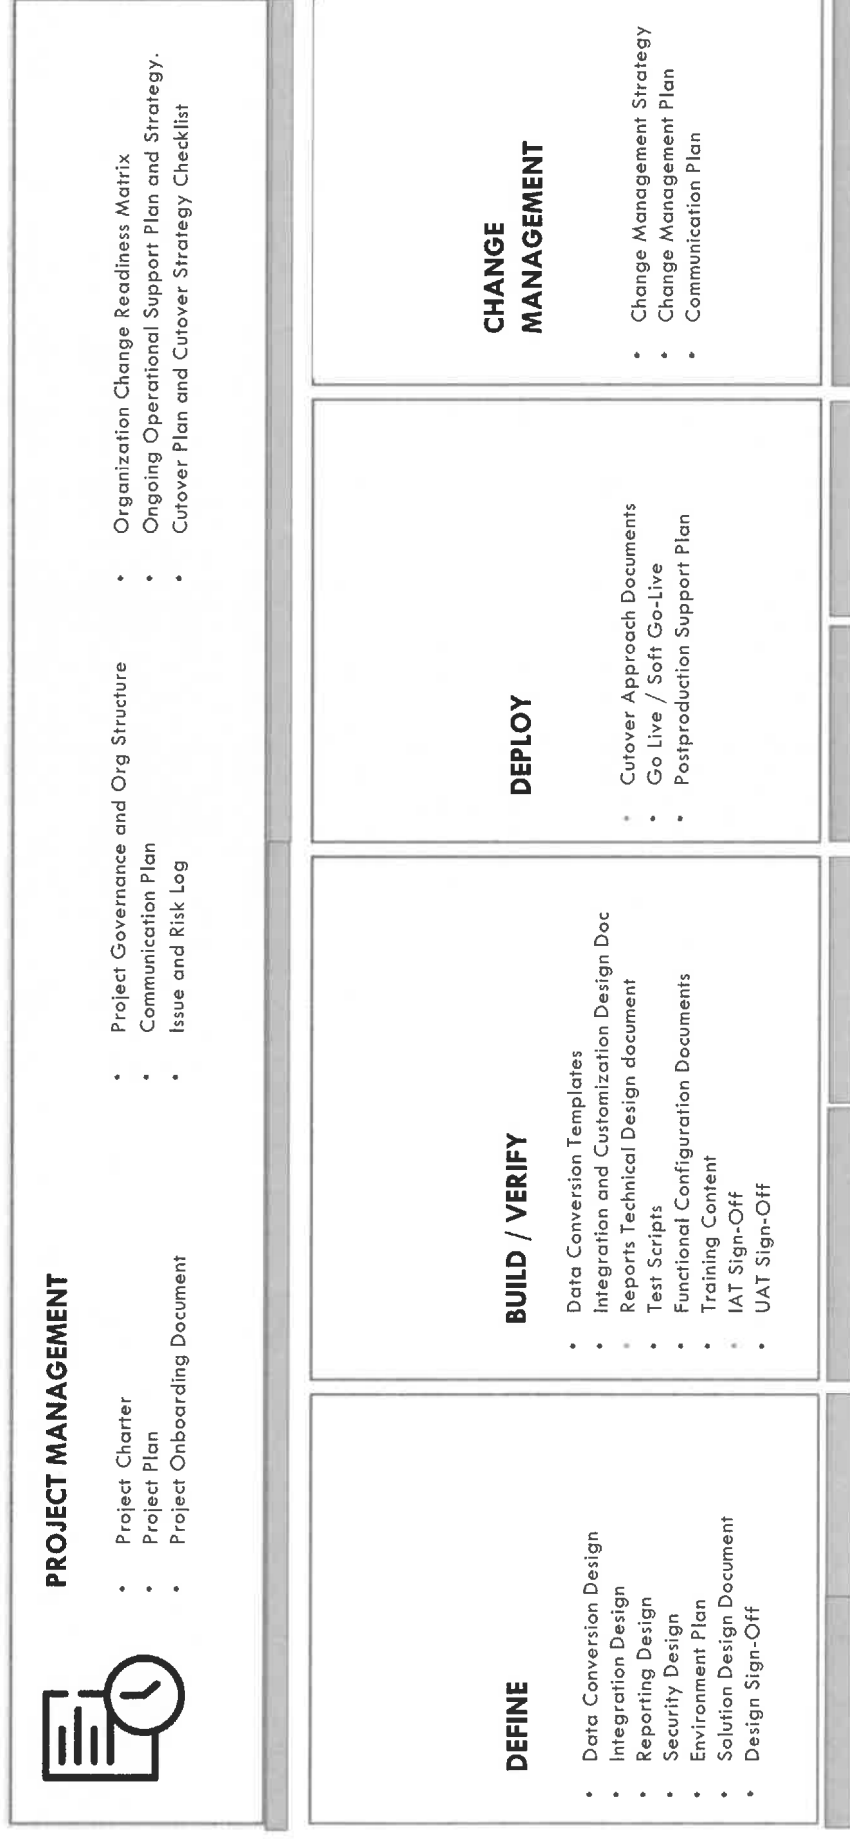 PROJECT MANAGEMENT
• Project Charter
• Project Plan
• Project Onboarding Document
• Project Governance and Org Structure
• Communication Plan
• Issue and Risk Log
• Organization Change Readiness Matrix
• Ongoing Operational Support Plan and Strategy.
• Cutover Plan and Cutover Strategy Checklist
DEFINE
• Data Conversion Design
• Integration Design
• Reporting Design
• Security Design
• Environment Plan
• Solution Design Document
• Design Sign-Off
BUILD / VERIFY
• Data Conversion Templates
• Integration and Customization Design Doc
• Reports Technical Design document
• Test Scripts
• Functional Configuration Documents
• Training Content
• IAT Sign-Off
• UAT Sign-Off
DEPLOY
• Cutover Approach Documents
• Go Live / Soft Go-Live
• Postproduction Support Plan
CHANGE
MANAGEMENT
• Change Management Strategy
• Change Management Plan
• Communication Plan